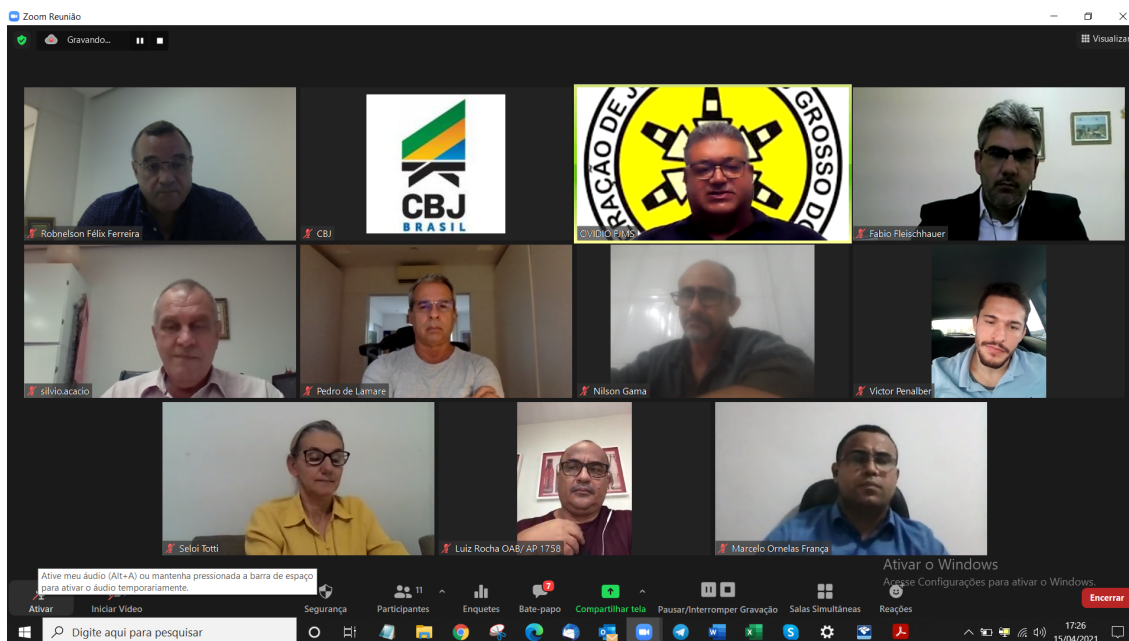 Zoom Reunião
Gravando...
Visualizar
CBJ
BRASIL
RAÇÃO DE J
GROSSO DO
Robnelson Félix Ferreira
CBJ
OVIDIO FJMS
Fabio Fleischhauer
silvio.acacio
Pedro de Lamare
Nilson Gama
Victor Penalber
Seloi Totti
Luiz Rocha OAB/ AP 1758
Marcelo Ornelas França
Ativar o Windows
Acesse Configurações para ativar o Windows.
Ative meu áudio (Alt+A) ou mantenha pressionada a barra de espaço
para ativar o áudio temporariamente.
11
7
Ativar
Iniciar Vídeo
Segurança
Participantes
Enquetes
Bate-papo
Compartilhar tela
Pausar/Interromper Gravação
Salas Simultâneas
Reações
Encerrar
Digite aqui para pesquisar
17:26
15/04/2021